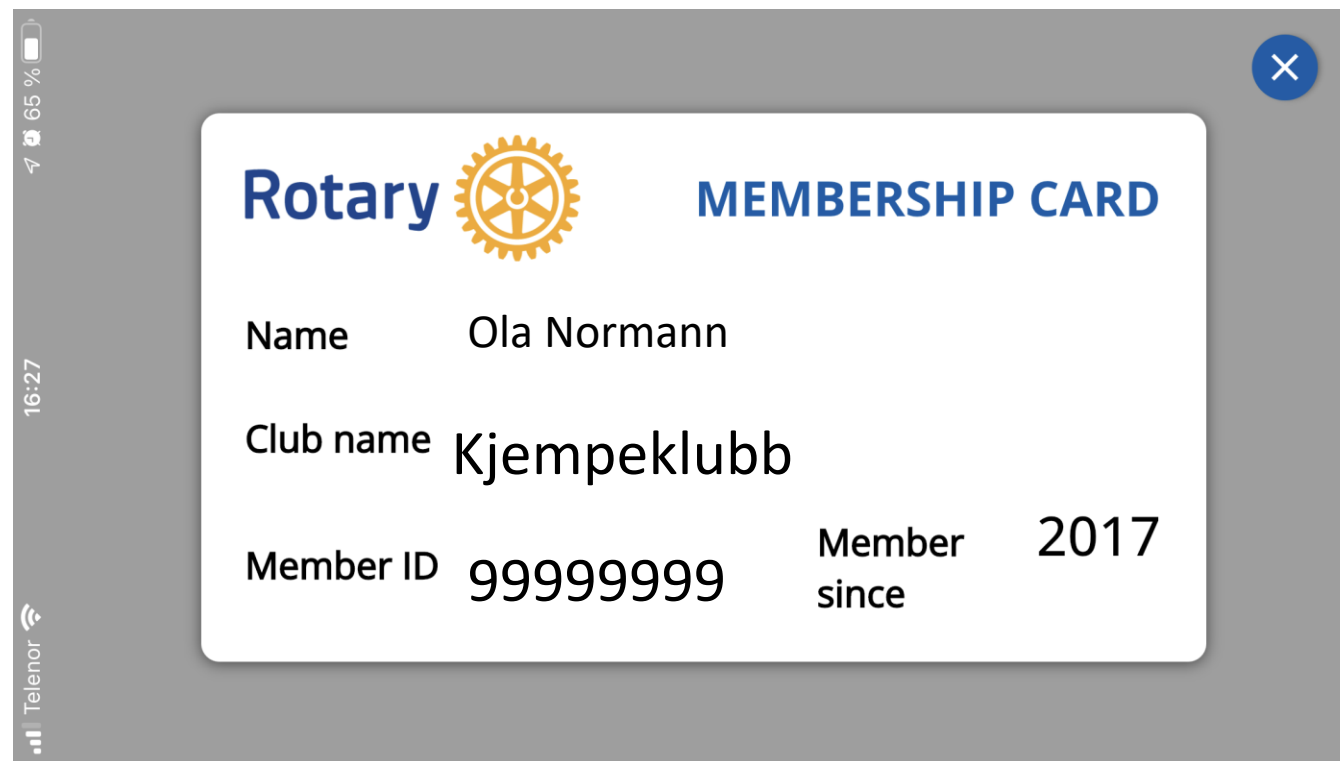 65 %
16:27
Telenor
Rotary
MEMBERSHIP CARD
Name Ola Normann
Club name Kjempeklubb
Member ID 99999999
Member since 2017